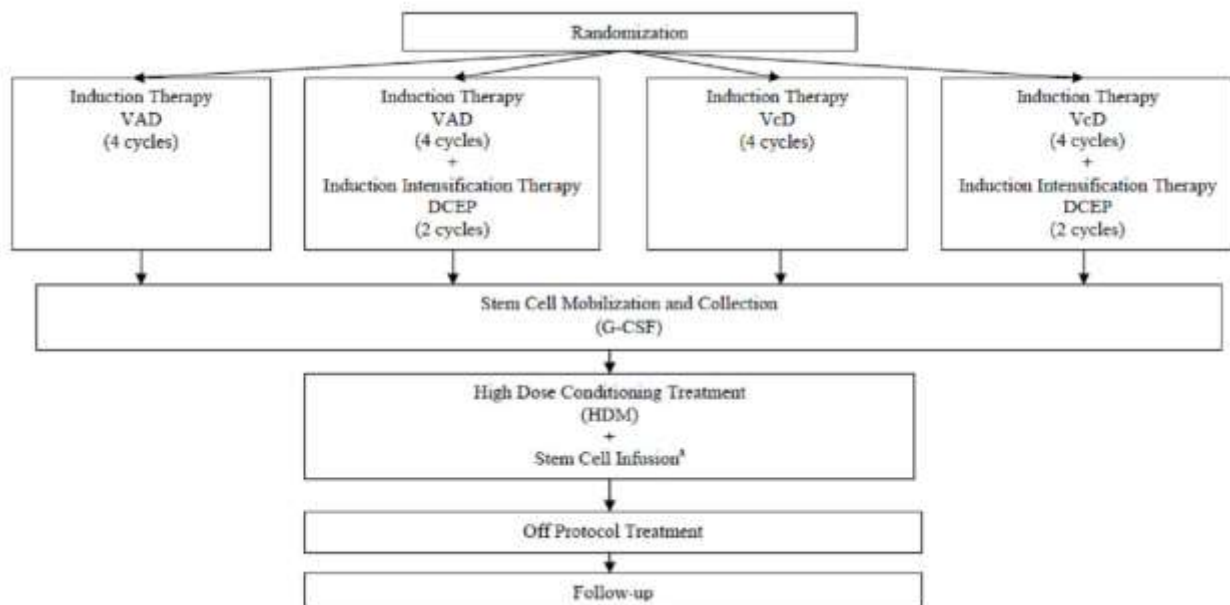 Randomization
Induction Therapy
VAD
(4 cycles)
Induction Therapy
VAD
(4 cycles)
+
Induction Intensification Therapy
DCEP
(2 cycles)
Induction Therapy
VcD
(4 cycles)
Induction Therapy
VcD
(4 cycles)
+
Induction Intensification Therapy
DCEP
(2 cycles)
Stem Cell Mobilization and Collection
(G-CSF)
High Dose Conditioning Treatment
(HDM)
+
Stem Cell Infusionᵃ
Off Protocol Treatment
Follow-up